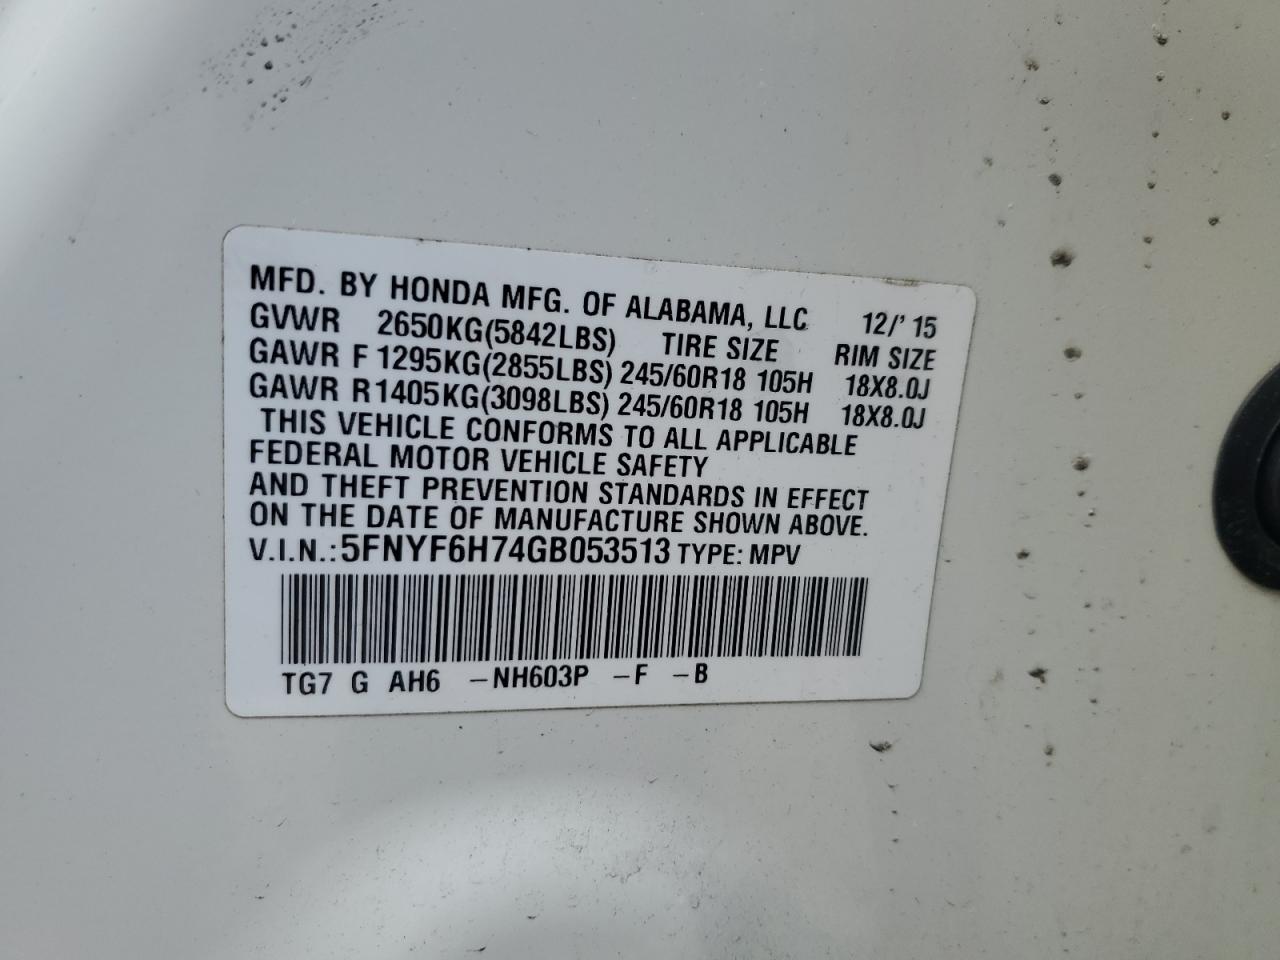 MFD. BY HONDA MFG. OF ALABAMA, LLC 12/'15
GVWR 2650KG(5842LBS) TIRE SIZE RIM SIZE
GAWR F 1295KG(2855LBS) 245/60R18 105H 18X8.0J
GAWR R1405KG(3098LBS) 245/60R18 105H 18X8.0J
THIS VEHICLE CONFORMS TO ALL APPLICABLE
FEDERAL MOTOR VEHICLE SAFETY
AND THEFT PREVENTION STANDARDS IN EFFECT
ON THE DATE OF MANUFACTURE SHOWN ABOVE.
V.I.N.:5FNYF6H74GB053513 TYPE: MPV
TG7 G AH6 -NH603P -F -B